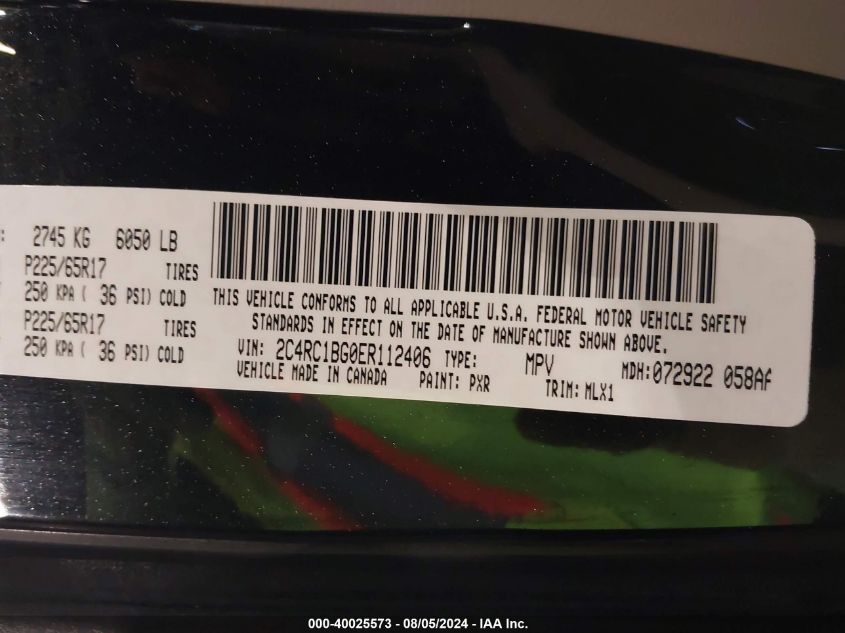 : 2745 KG 6050 LB
P225/65R17 TIRES
250 KPA ( 36 PSI) COLD
P225/65R17 TIRES
250 KPA ( 36 PSI) COLD
THIS VEHICLE CONFORMS TO ALL APPLICABLE U.S.A. FEDERAL MOTOR VEHICLE SAFETY
STANDARDS IN EFFECT ON THE DATE OF MANUFACTURE SHOWN ABOVE.
VIN: 2C4RC1BG0ER112406 TYPE: MPV MDH:072922 058AA
VEHICLE MADE IN CANADA PAINT: PXR TRIM: MLX1
000-40025573 - 08/05/2024 - IAA Inc.